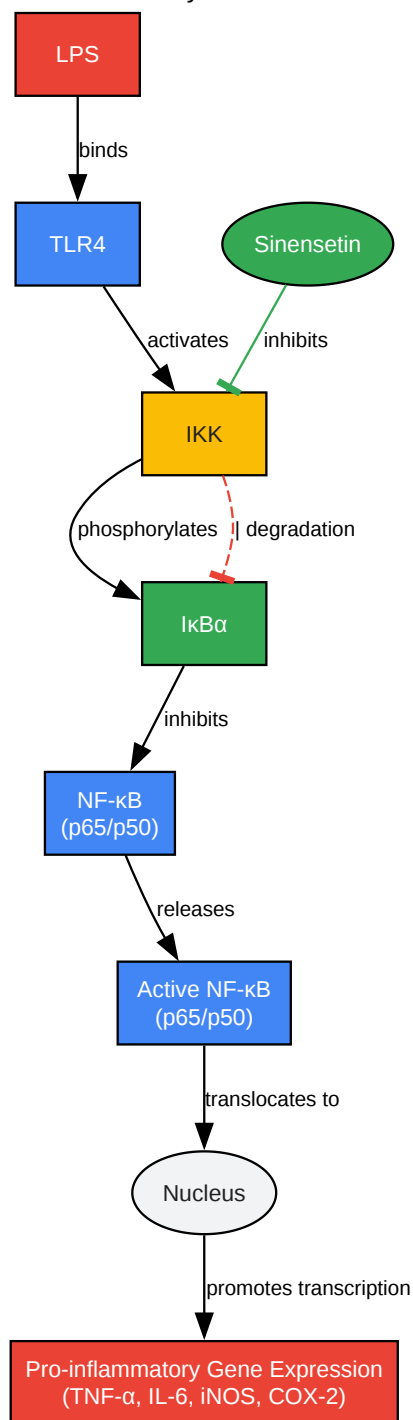 LPS
binds
TLR4
Sinensetin
activates
inhibits
IKK
phosphorylates
| degradation
IκBα
inhibits
NF-κB
(p65/p50)
releases
Active NF-κB
(p65/p50)
translocates to
Nucleus
promotes transcription
Pro-inflammatory Gene Expression
(TNF-α, IL-6, iNOS, COX-2)